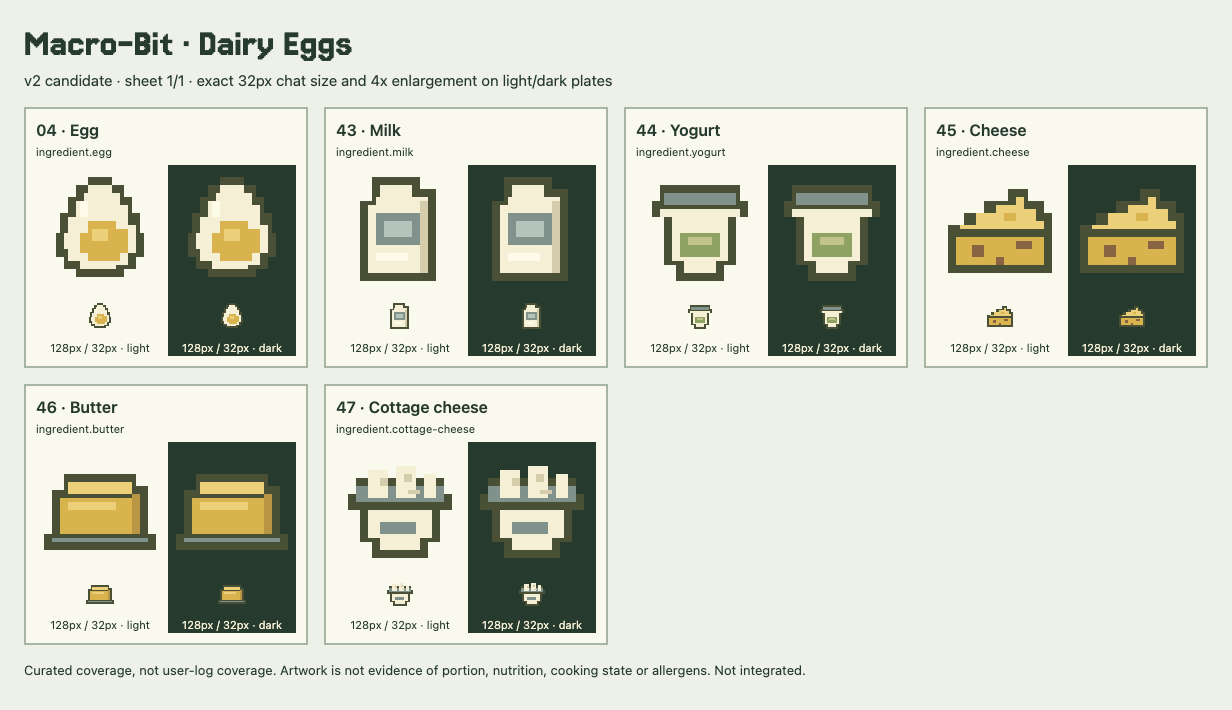 Macro-Bit · Dairy Eggs
v2 candidate · sheet 1/1 · exact 32px chat size and 4x enlargement on light/dark plates
04 · Egg
ingredient.egg
128px / 32px · light
128px / 32px · dark
43 · Milk
ingredient.milk
128px / 32px · light
128px / 32px · dark
44 · Yogurt
ingredient.yogurt
128px / 32px · light
128px / 32px · dark
45 · Cheese
ingredient.cheese
128px / 32px · light
128px / 32px · dark
46 · Butter
ingredient.butter
128px / 32px · light
128px / 32px · dark
47 · Cottage cheese
ingredient.cottage-cheese
128px / 32px · light
128px / 32px · dark
Curated coverage, not user-log coverage. Artwork is not evidence of portion, nutrition, cooking state or allergens. Not integrated.